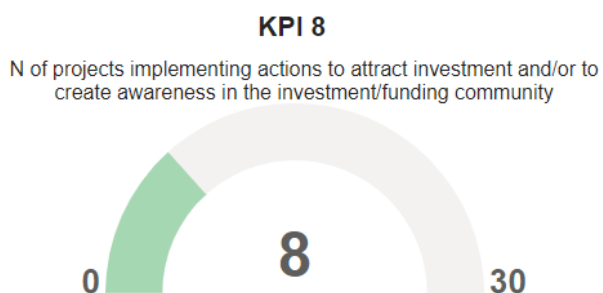 KPI 8
N of projects implementing actions to attract investment and/or to
create awareness in the investment/funding community
8
0
30